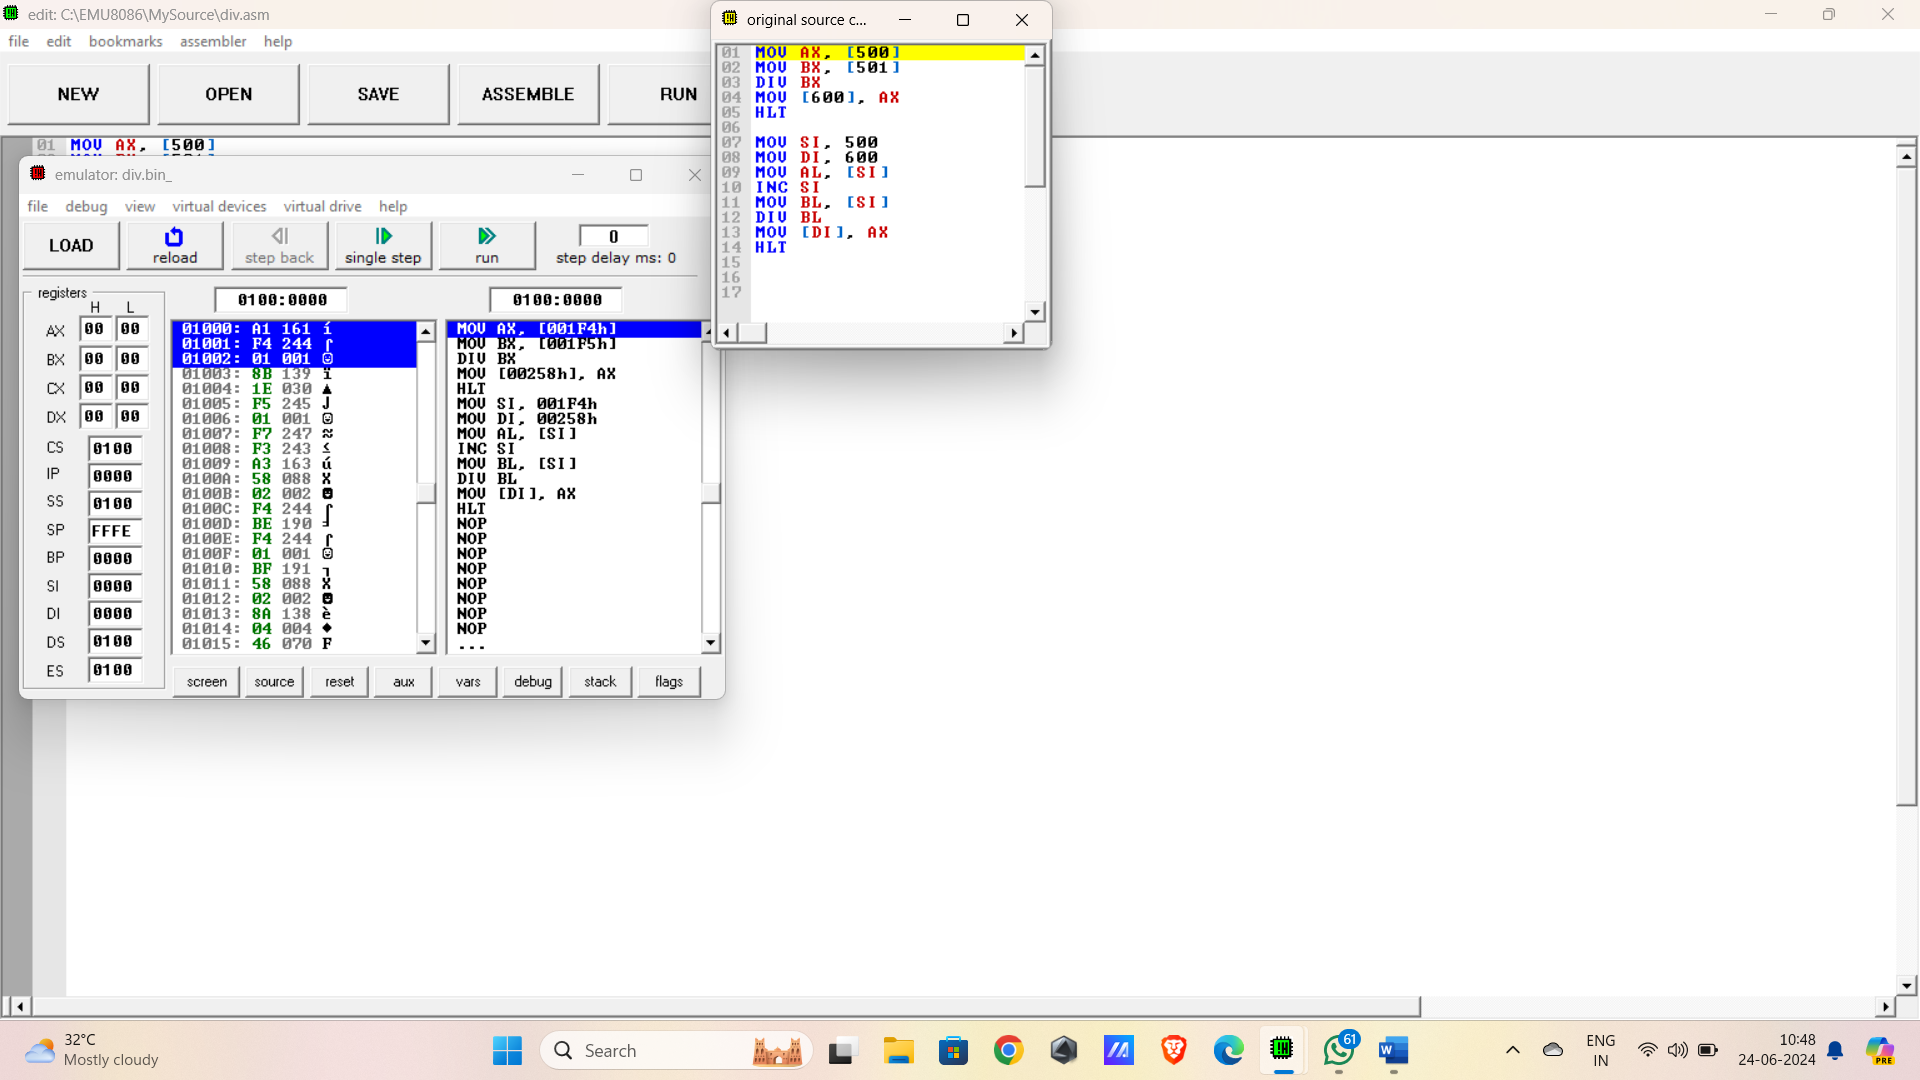 edit: C:\EMU8086\MySource\div.asm
file edit bookmarks assembler help
NEW OPEN SAVE ASSEMBLE RUN
01 MOV AX, [500]
original source c...
01 MOV AX, [500]
02 MOV BX, [501]
03 DIV BX
04 MOV [600], AX
05 HLT
06
07 MOV SI, 500
08 MOV DI, 600
09 MOV AL, [SI]
10 INC SI
11 MOV BL, [SI]
12 DIV BL
13 MOV [DI], AX
14 HLT
15
16
17
emulator: div.bin_
file debug view virtual devices virtual drive help
LOAD reload step back single step run 0
step delay ms: 0
registers
H L
AX 00 00
BX 00 00
CX 00 00
DX 00 00
CS 0100
IP 0000
SS 0100
SP FFFE
BP 0000
SI 0000
DI 0000
DS 0100
ES 0100
0100:0000
01000: A1 161 í
01001: F4 244 ⌠
01002: 01 001 ☺
01003: 8B 139 ï
01004: 1E 030 ▲
01005: F5 245 ⌡
01006: 01 001 ☺
01007: F7 247 ≈
01008: F3 243 ≤
01009: A3 163 ú
0100A: 58 088 X
0100B: 02 002 ☻
0100C: F4 244 ⌠
0100D: BE 190 ╛
0100E: F4 244 ⌠
0100F: 01 001 ☺
01010: BF 191 ┐
01011: 58 088 X
01012: 02 002 ☻
01013: 8A 138 è
01014: 04 004 ♦
01015: 46 070 F
0100:0000
MOV AX, [001F4h]
MOV BX, [001F5h]
DIV BX
MOV [00258h], AX
HLT
MOV SI, 001F4h
MOV DI, 00258h
MOV AL, [SI]
INC SI
MOV BL, [SI]
DIV BL
MOV [DI], AX
HLT
NOP
NOP
NOP
NOP
NOP
NOP
NOP
NOP
...
screen source reset aux vars debug stack flags
32°C
Mostly cloudy
Search
61
W
ENG
IN
10:48
24-06-2024
PRE